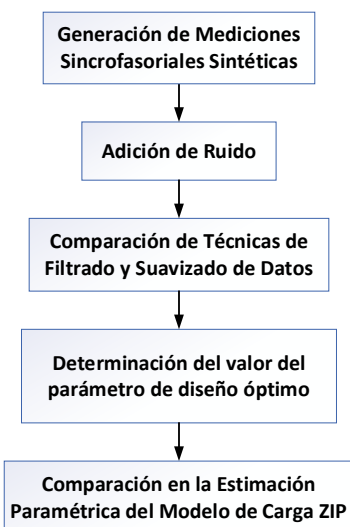 Generación de Mediciones
Sincrofasoriales Sintéticas
Adición de Ruido
Comparación de Técnicas de
Filtrado y Suavizado de Datos
Determinación del valor del
parámetro de diseño óptimo
Comparación en la Estimación
Paramétrica del Modelo de Carga ZIP